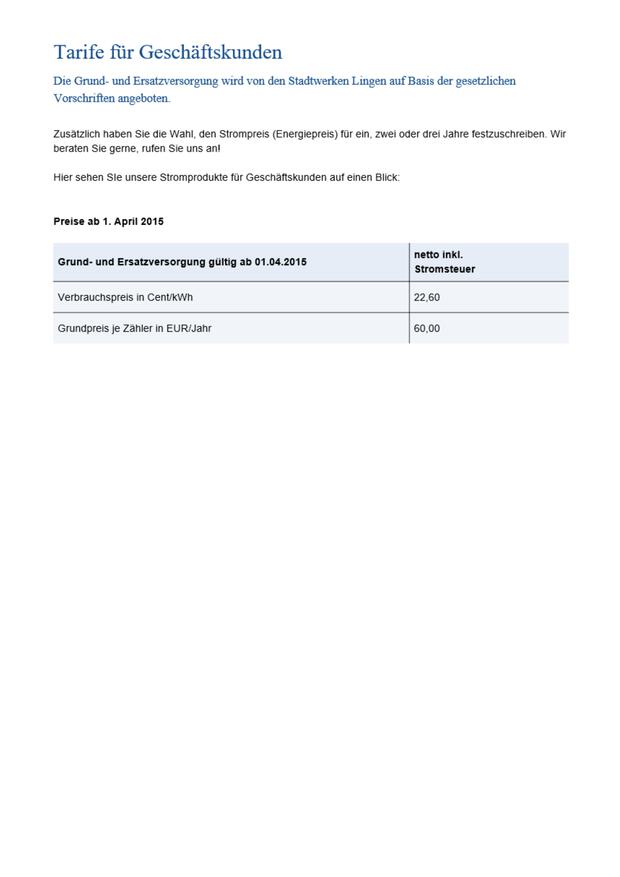 Tarife für Geschäftskunden
Die Grund- und Ersatzversorgung wird von den Stadtwerken Lingen auf Basis der gesetzlichen
Vorschriften angeboten.
Zusätzlich haben Sie die Wahl, den Strompreis (Energiepreis) für ein, zwei oder drei Jahre festzuschreiben. Wir
beraten Sie gerne, rufen Sie uns an!
Hier sehen SIe unsere Stromprodukte für Geschäftskunden auf einen Blick:
Preise ab 1. April 2015
Grund- und Ersatzversorgung gültig ab 01.04.2015
netto inkl.
Stromsteuer
Verbrauchspreis in Cent/kWh 22,60
Grundpreis je Zähler in EUR/Jahr 60,00